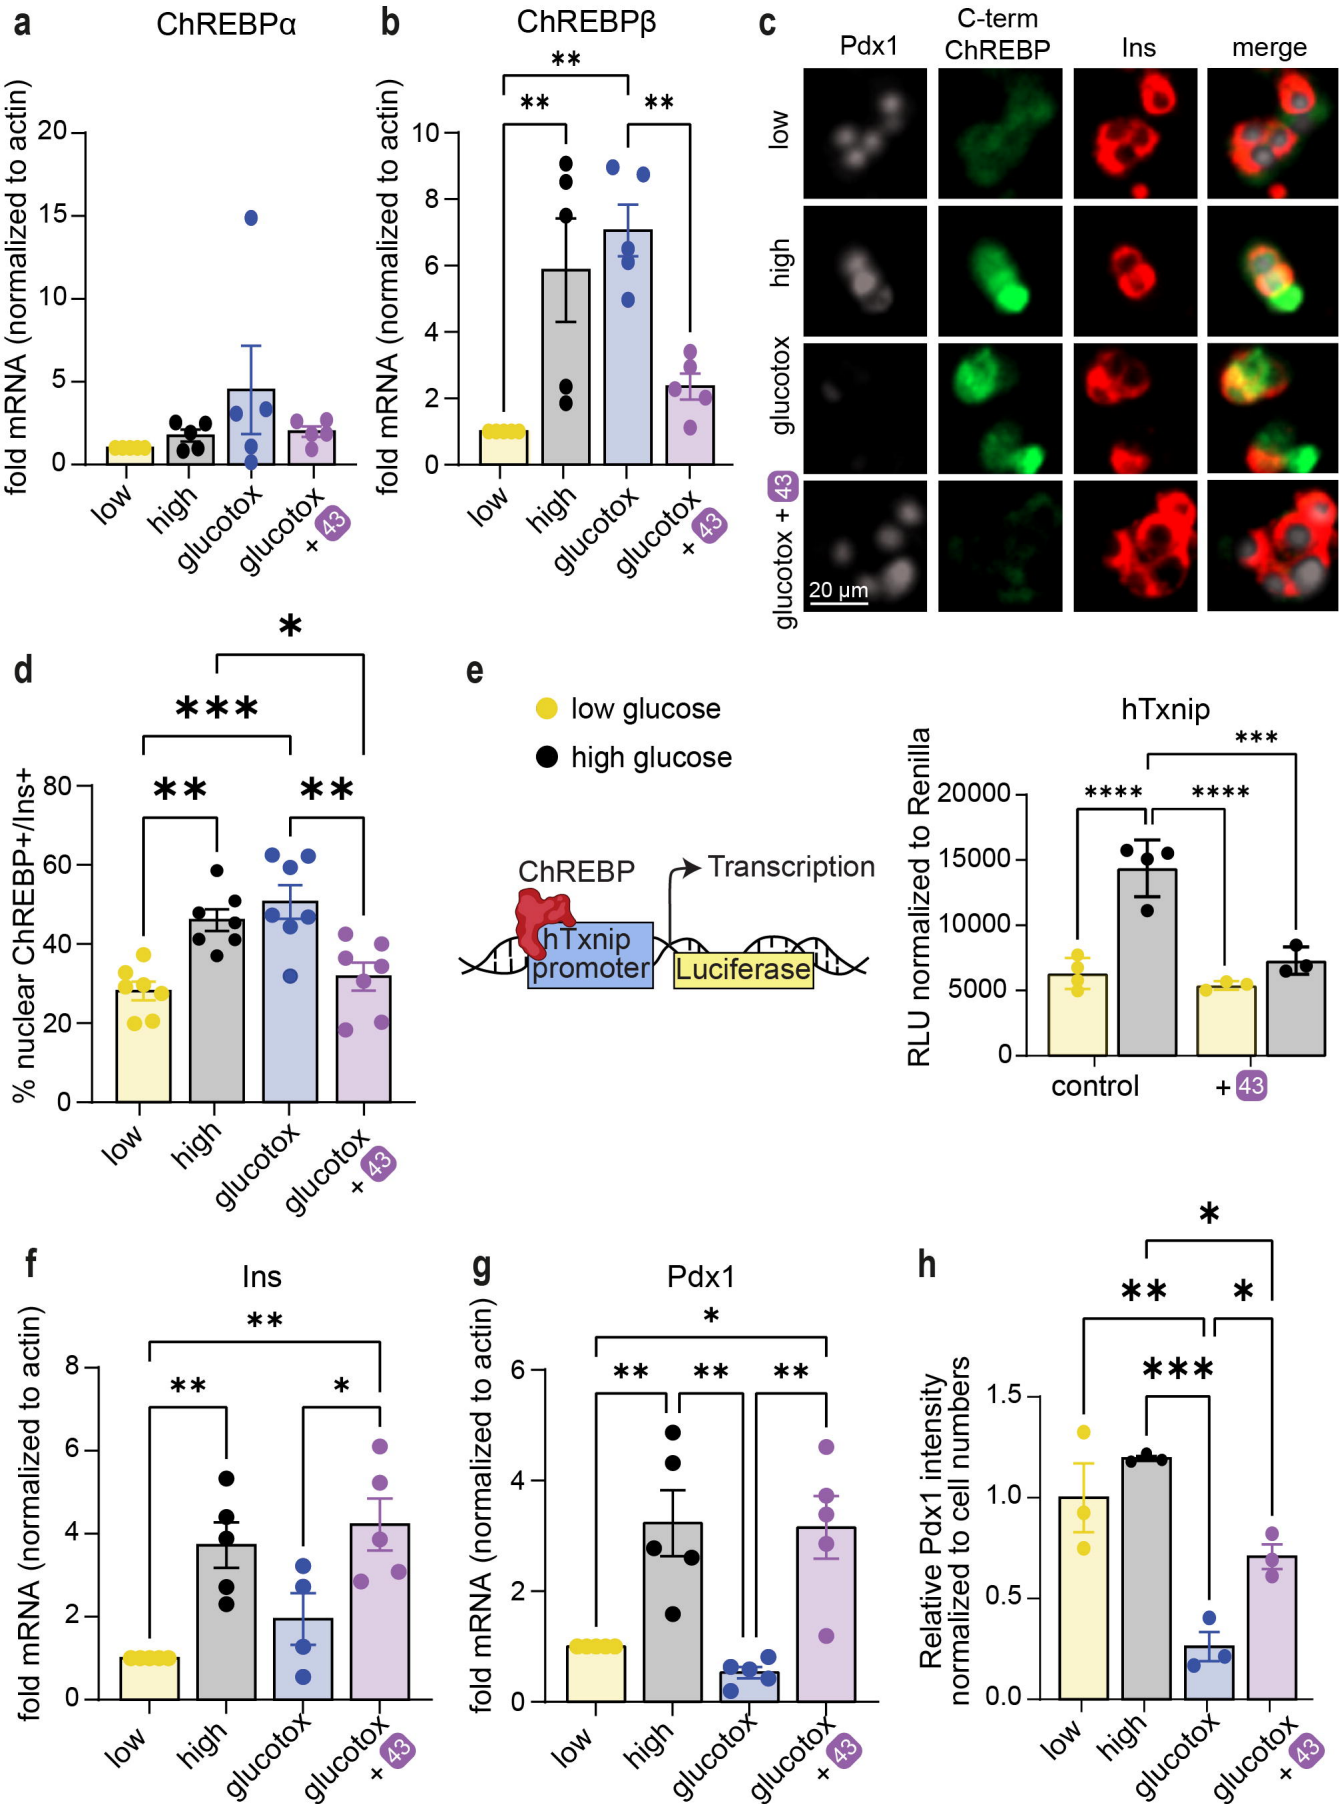 a
ChREBPα
fold mRNA (normalized to actin)
20
15
10
5
0
low
high
glucotox
glucotox
+ 43
b
ChREBPβ
fold mRNA (normalized to actin)
**
** **
10
8
6
4
2
0
low
high
glucotox
glucotox
+ 43
c
Pdx1
C-term
ChREBP
Ins
merge
low
high
glucotox
glucotox + 43
20 µm
d
% nuclear ChREBP+/Ins+
*
***
** **
80
60
40
20
0
low
high
glucotox
glucotox
+ 43
e
low glucose
high glucose
ChREBP
Transcription
hTxnip
promoter
Luciferase
hTxnip
RLU normalized to Renilla
***
**** ****
20000
15000
10000
5000
0
control
+ 43
f
Ins
fold mRNA (normalized to actin)
**
** *
8
6
4
2
0
low
high
glucotox
glucotox
+ 43
g
Pdx1
fold mRNA (normalized to actin)
*
** ** **
6
4
2
0
low
high
glucotox
glucotox
+ 43
h
Relative Pdx1 intensity
normalized to cell numbers
*
** *
***
1.5
1.0
0.5
0.0
low
high
glucotox
glucotox
+ 43